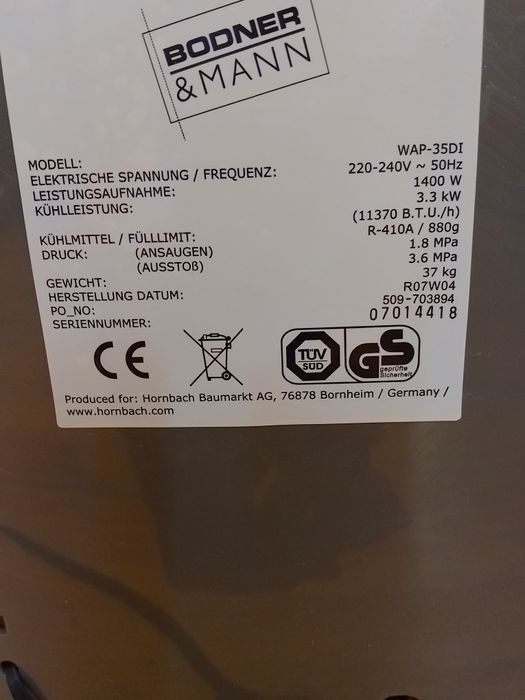 BODNER
& MANN
MODELL: WAP-35DI
ELEKTRISCHE SPANNUNG / FREQUENZ: 220-240V ~ 50Hz
LEISTUNGSAUFNAHME: 1400 W
KÜHLLEISTUNG: 3.3 kW
(11370 B.T.U./h)
KÜHLMITTEL / FÜLLLIMIT: R-410A / 880g
DRUCK: (ANSAUGEN) 1.8 MPa
(AUSSTOß) 3.6 MPa
GEWICHT: 37 kg
HERSTELLUNG DATUM: R07W04
PO_NO: 509-703894
SERIENNUMMER: 07014418
CE
TÜV
SÜD
GS
geprüfte
Sicherheit
Produced for: Hornbach Baumarkt AG, 76878 Bornheim / Germany /
www.hornbach.com